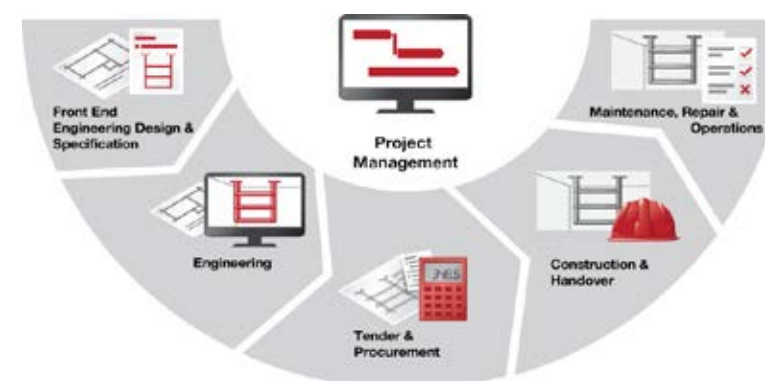 Project
Management
Front End
Engineering Design &
Specification
Engineering
Tender &
Procurement
Construction &
Handover
Maintenance, Repair &
Operations